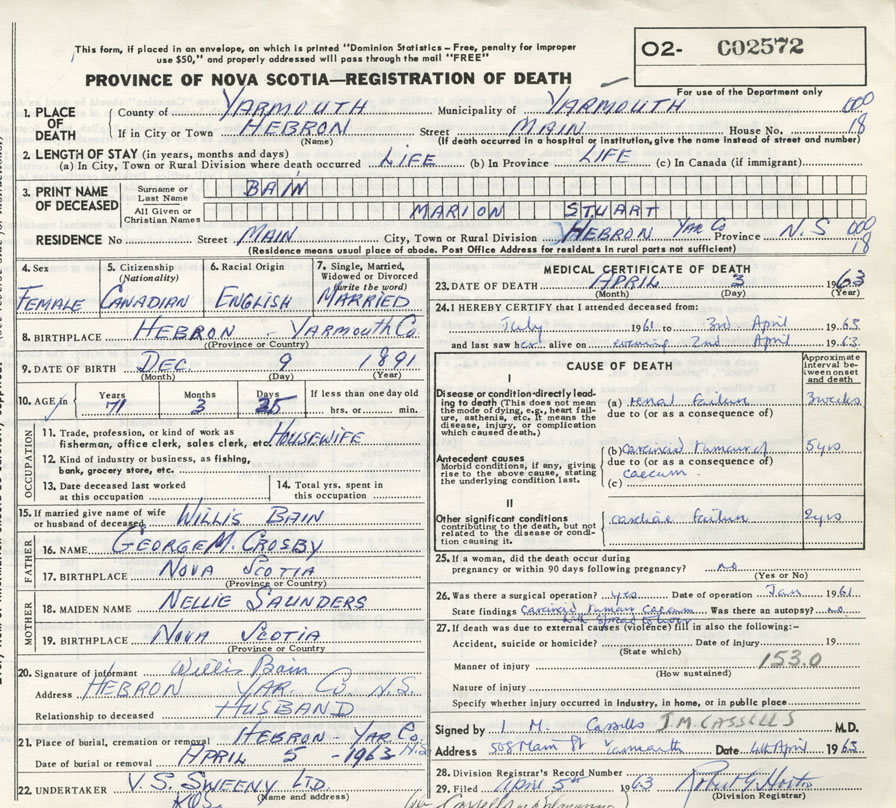 This form, if placed in an envelope, on which is printed "Dominion Statistics – Free, penalty for improper
use $50," and properly addressed will pass through the mail "FREE"
O2- C02572
For use of the Department only
PROVINCE OF NOVA SCOTIA—REGISTRATION OF DEATH
1. PLACE OF DEATH
County of YARMOUTH Municipality of YARMOUTH 000
If in City or Town HEBRON Street MAIN House No. 18
(Name) (If death occurred in a hospital or institution, give the name instead of street and number)
2. LENGTH OF STAY (in years, months and days)
(a) In City, Town or Rural Division where death occurred LIFE (b) In Province LIFE (c) In Canada (if immigrant)
3. PRINT NAME OF DECEASED
Surname or Last Name BAIN
All Given or Christian Names MARION STUART
RESIDENCE No Street MAIN City, Town or Rural Division HEBRON Yar Co Province N.S 000
(Residence means usual place of abode. Post Office Address for residents in rural parts not sufficient) 18
4. Sex FEMALE
5. Citizenship (Nationality) CANADIAN
6. Racial Origin ENGLISH
7. Single, Married, Widowed or Divorced (write the word) MARRIED
8. BIRTHPLACE HEBRON - YARMOUTH Co
(Province or Country)
9. DATE OF BIRTH DEC. 9 1891
(Month) (Day) (Year)
10. AGE in Years 71 Months 3 Days 25 If less than one day old hrs. or min.
OCCUPATION
11. Trade, profession or kind of work as
fisherman, office clerk, sales clerk, etc. HOUSEWIFE
12. Kind of industry or business, as fishing,
bank, grocery store, etc.
13. Date deceased last worked at this occupation
14. Total yrs. spent in this occupation
15. If married give name of wife
or husband of deceased WILLIS BAIN
FATHER
16. NAME GEORGE M. CROSBY
17. BIRTHPLACE NOVA SCOTIA
(Province or Country)
MOTHER
18. MAIDEN NAME NELLIE SAUNDERS
19. BIRTHPLACE NOVA SCOTIA
(Province or Country)
20. Signature of informant Willis Bain
Address HEBRON YAR. CO N.S.
Relationship to deceased HUSBAND
21. Place of burial, cremation or removal HEBRON - YAR. Co. N.S
Date of burial or removal APRIL 5 - 1963
22. UNDERTAKER V.S. SWEENY LTD.
(Name and address)
MEDICAL CERTIFICATE OF DEATH
23. DATE OF DEATH APRIL 3 1963
(Month) (Day) (Year)
24. I HEREBY CERTIFY that I attended deceased from:
July 1961 to 3rd. April 1963
and last saw her alive on evening 2nd April 1963.
CAUSE OF DEATH
Approximate interval between onset and death
I
Disease or condition directly leading to death (This does not mean
the mode of dying, e.g., heart failure, asthenia, etc. It means the
disease, injury, or complication which caused death.)
(a) renal failure 3 weeks
due to (or as a consequence of)
Antecedent causes
Morbid conditions, if any, giving rise to the above cause, stating the underlying condition last.
(b) Carcinoid tumour of 5 yrs
due to (or as a consequence of)
(c) caecum.
II
Other significant conditions
contributing to the death, but not related to the disease or condition causing it.
cardiac failure 2 yrs
25. If a woman, did the death occur during
pregnancy or within 90 days following pregnancy? no
(Yes or No)
26. Was there a surgical operation? yes Date of operation Jan 1961
State findings Carcinoid tumour Caecum Was there an autopsy? no.
with spread to liver
27. If death was due to external causes (violence) fill in also the following:–
Accident, suicide or homicide? Date of injury 19
(State which)
Manner of injury 153.0
(How sustained)
Nature of injury
Specify whether injury occurred in industry, in home, or in public place
Signed by I M. Cassells J.M. CASSELLS M.D.
Address 508 Main St Yarmouth Date 4th April 1963
28. Division Registrar's Record Number
29. Filed April 5th 1963 Robert G Horton
(Division Registrar)